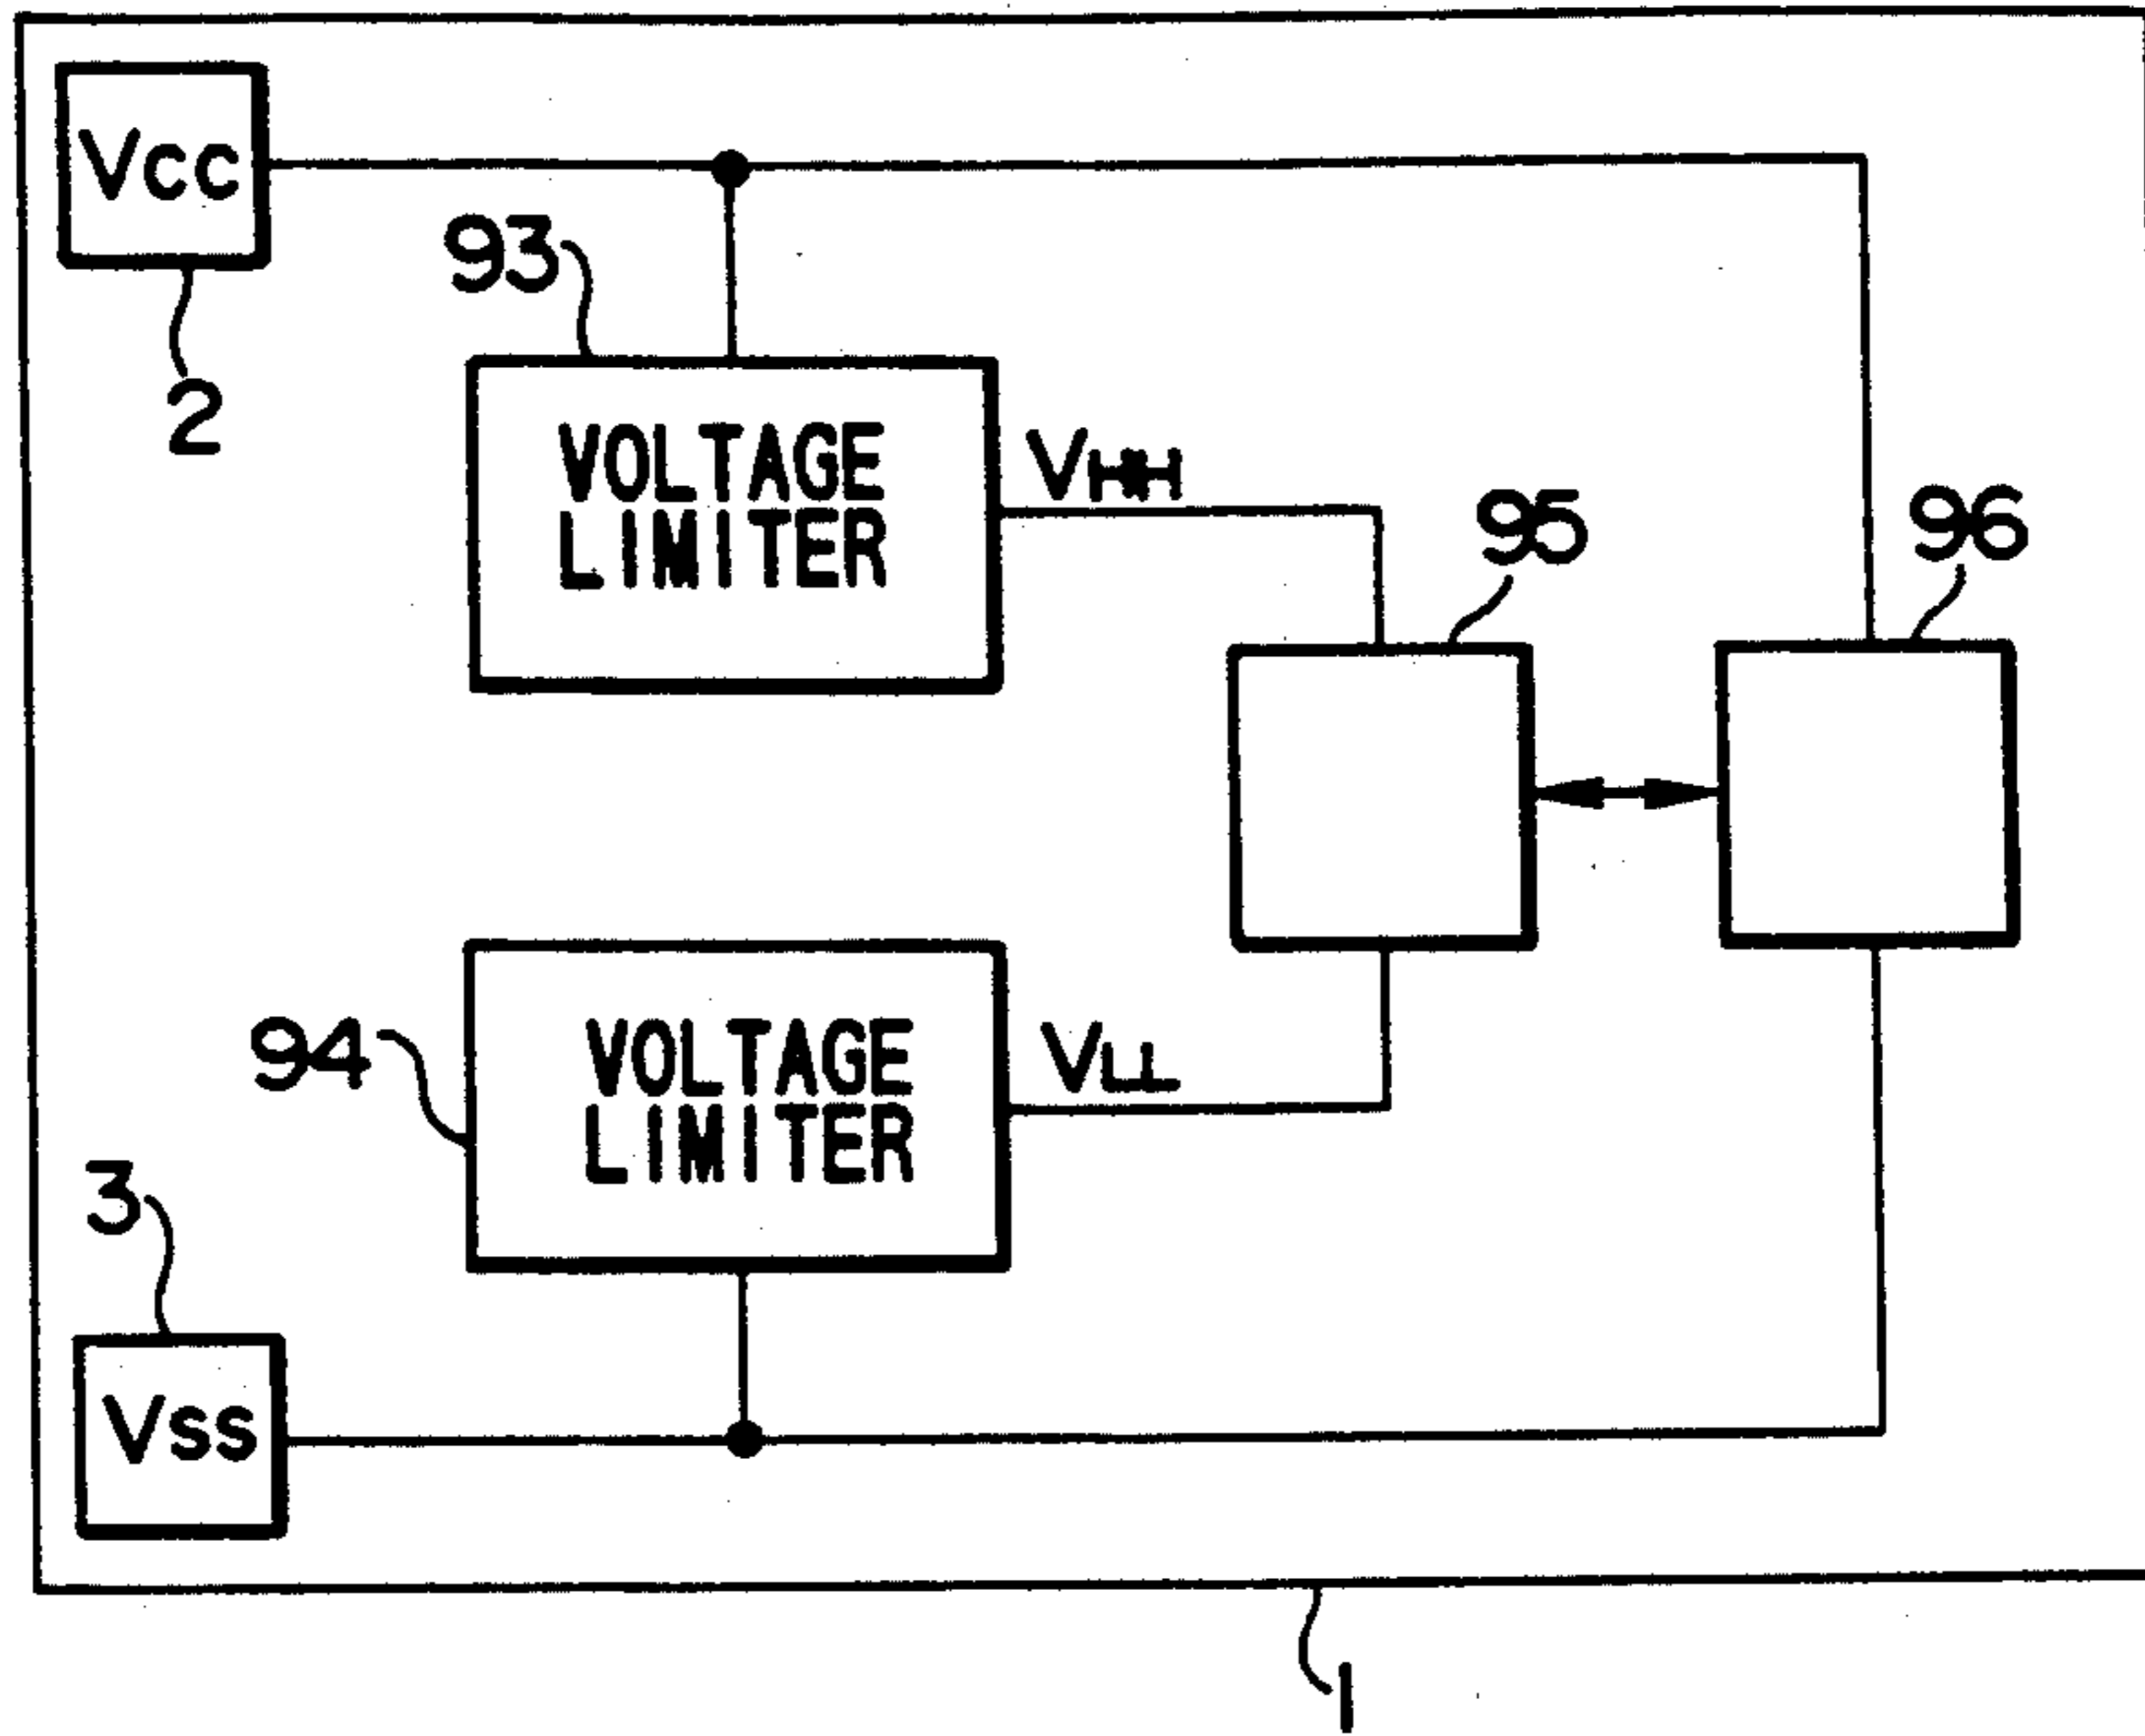 VCC
93
2
VOLTAGE
LIMITER
VHH
95
96
94
VOLTAGE
LIMITER
VLL
3
VSS
1